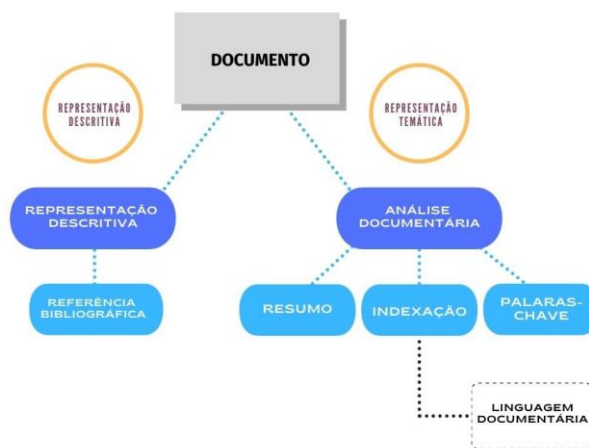 DOCUMENTO
REPRESENTAÇÃO
DESCRITIVA
REPRESENTAÇÃO
TEMÁTICA
REPRESENTAÇÃO
DESCRITIVA
ANÁLISE
DOCUMENTÁRIA
REFERÊNCIA
BIBLIOGRÁFICA
RESUMO
INDEXAÇÃO
PALARAS-
CHAVE
LINGUAGEM
DOCUMENTÁRIA